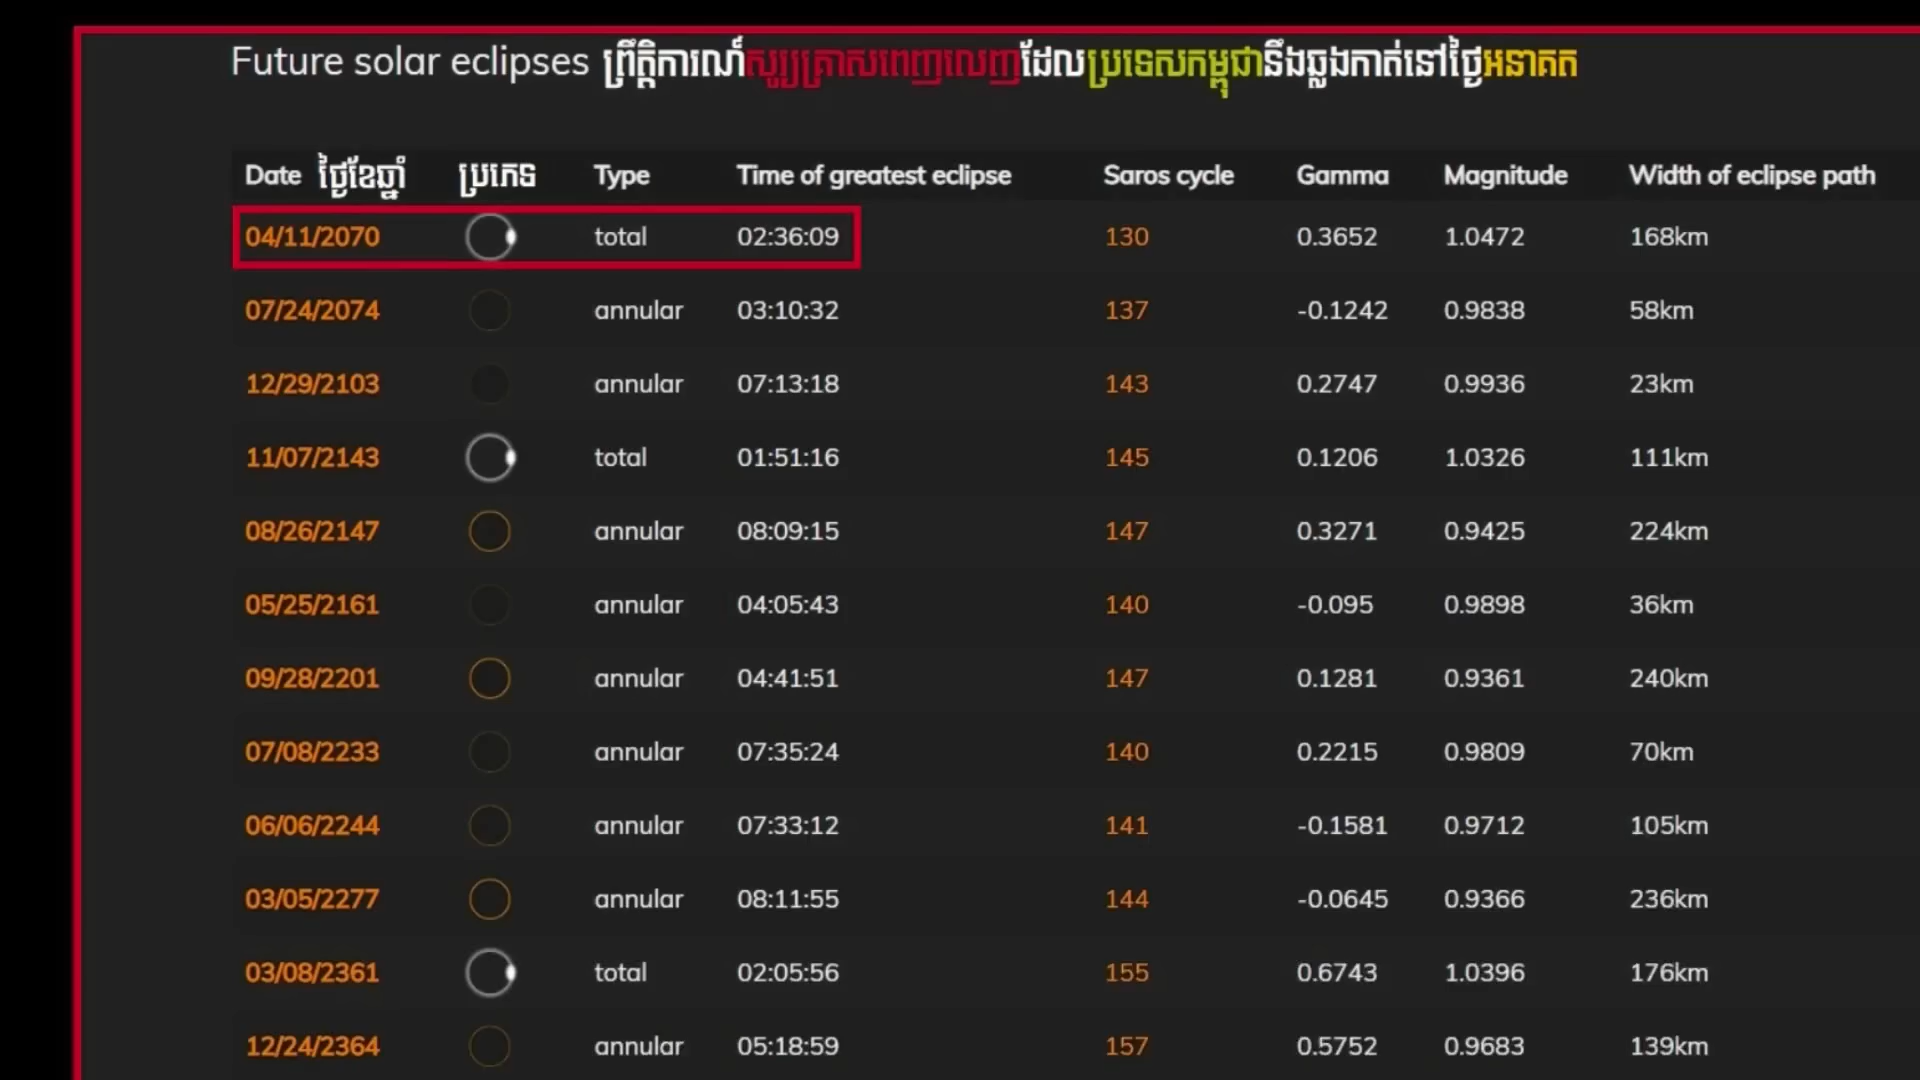 Future solar eclipses ព្រឹត្តិការណ៍សូរ្យគ្រាសពេញលេញដែលប្រទេសកម្ពុជានឹងឆ្លងកាត់នៅថ្ងៃអនាគត
Date ថ្ងៃខែឆ្នាំ ប្រភេទ Type Time of greatest eclipse Saros cycle Gamma Magnitude Width of eclipse path
04/11/2070 total 02:36:09 130 0.3652 1.0472 168km
07/24/2074 annular 03:10:32 137 -0.1242 0.9838 58km
12/29/2103 annular 07:13:18 143 0.2747 0.9936 23km
11/07/2143 total 01:51:16 145 0.1206 1.0326 111km
08/26/2147 annular 08:09:15 147 0.3271 0.9425 224km
05/25/2161 annular 04:05:43 140 -0.095 0.9898 36km
09/28/2201 annular 04:41:51 147 0.1281 0.9361 240km
07/08/2233 annular 07:35:24 140 0.2215 0.9809 70km
06/06/2244 annular 07:33:12 141 -0.1581 0.9712 105km
03/05/2277 annular 08:11:55 144 -0.0645 0.9366 236km
03/08/2361 total 02:05:56 155 0.6743 1.0396 176km
12/24/2364 annular 05:18:59 157 0.5752 0.9683 139km